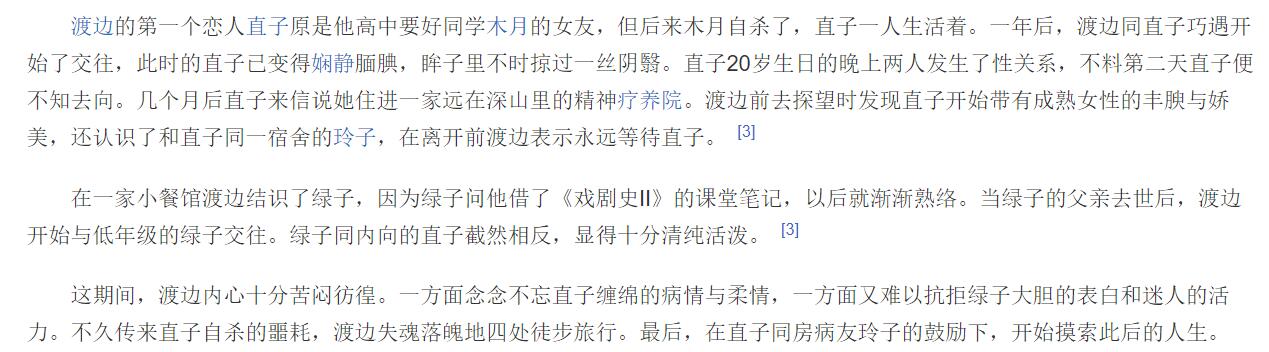 渡边的第一个恋人直子原是他高中要好同学木月的女友，但后来木月自杀了，直子一人生活着。一年后，渡边同直子巧遇开
始了交往，此时的直子已变得娴静腼腆，眸子里不时掠过一丝阴翳。直子20岁生日的晚上两人发生了性关系，不料第二天直子便
不知去向。几个月后直子来信说她住进一家远在深山里的精神疗养院。渡边前去探望时发现直子开始带有成熟女性的丰腴与娇
美，还认识了和直子同一宿舍的玲子，在离开前渡边表示永远等待直子。 [3]
在一家小餐馆渡边结识了绿子，因为绿子问他借了《戏剧史II》的课堂笔记，以后就渐渐熟络。当绿子的父亲去世后，渡边
开始与低年级的绿子交往。绿子同内向的直子截然相反，显得十分清纯活泼。 [3]
这期间，渡边内心十分苦闷彷徨。一方面念念不忘直子缠绵的病情与柔情，一方面又难以抗拒绿子大胆的表白和迷人的活
力。不久传来直子自杀的噩耗，渡边失魂落魄地四处徒步旅行。最后，在直子同房病友玲子的鼓励下，开始摸索此后的人生。